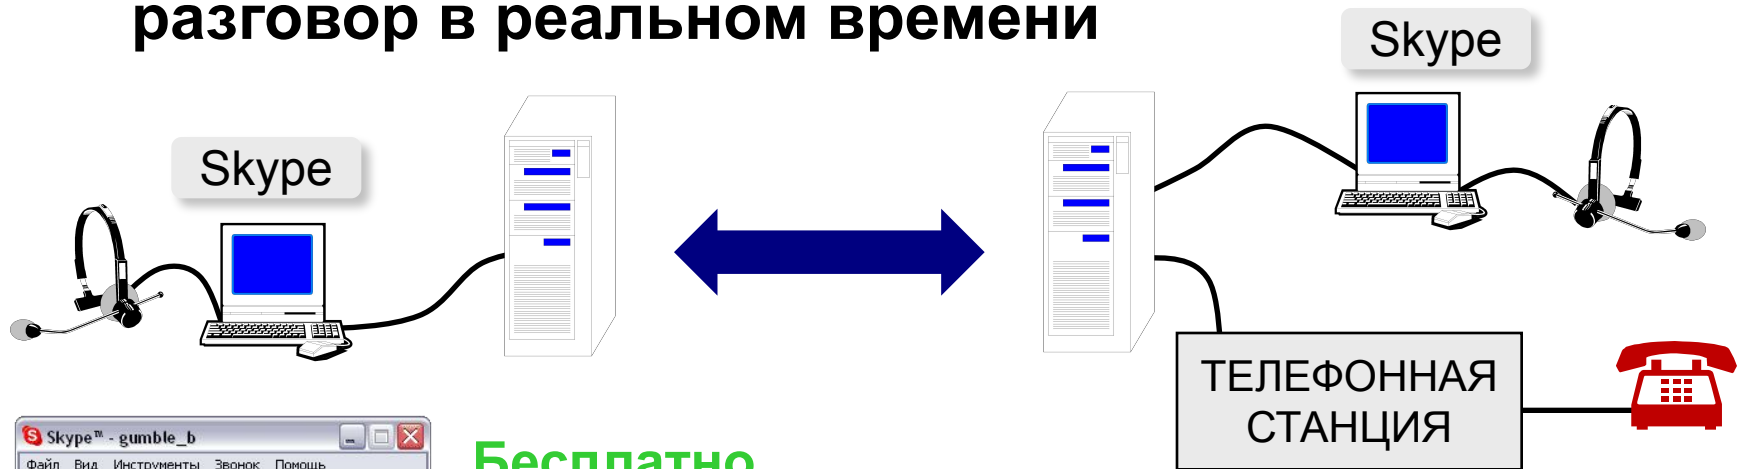 разговор в реальном времени
Skype
Skype
ТЕЛЕФОННАЯ
СТАНЦИЯ
Skype™ - gumble_b
Файл Вид Инструменты Звонок Помощь
Бесплатно